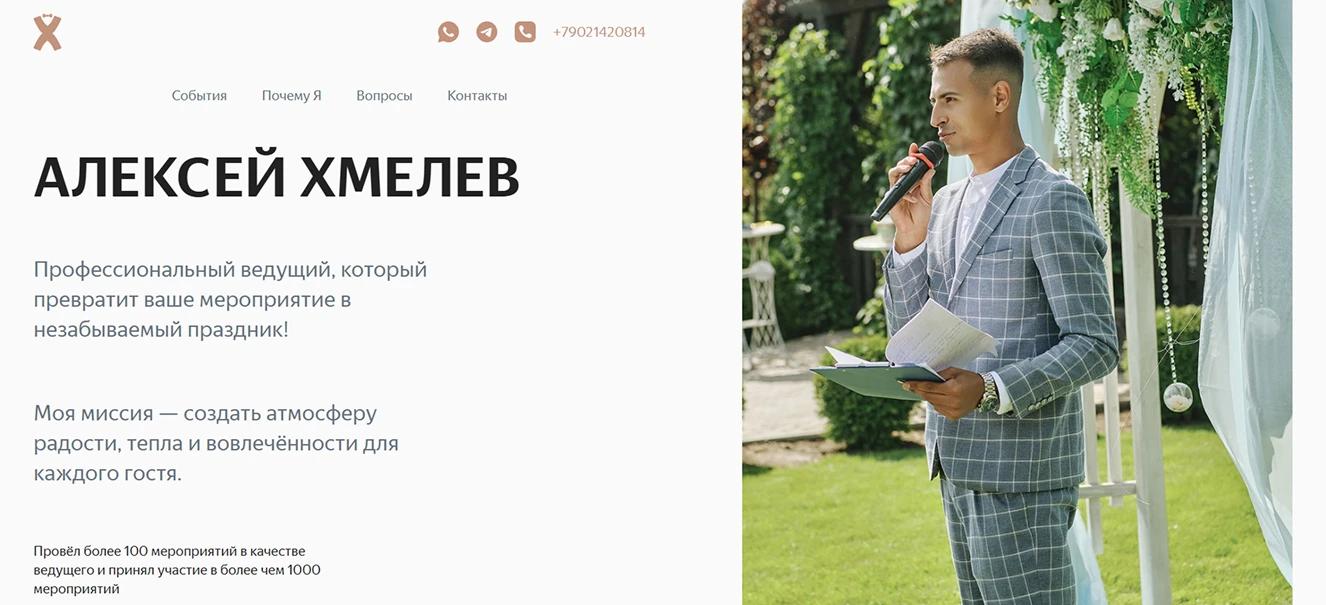 +79021420814
События Почему Я Вопросы Контакты
АЛЕКСЕЙ ХМЕЛЕВ
Профессиональный ведущий, который
превратит ваше мероприятие в
незабываемый праздник!
Моя миссия — создать атмосферу
радости, тепла и вовлечённости для
каждого гостя.
Провёл более 100 мероприятий в качестве
ведущего и принял участие в более чем 1000
мероприятий